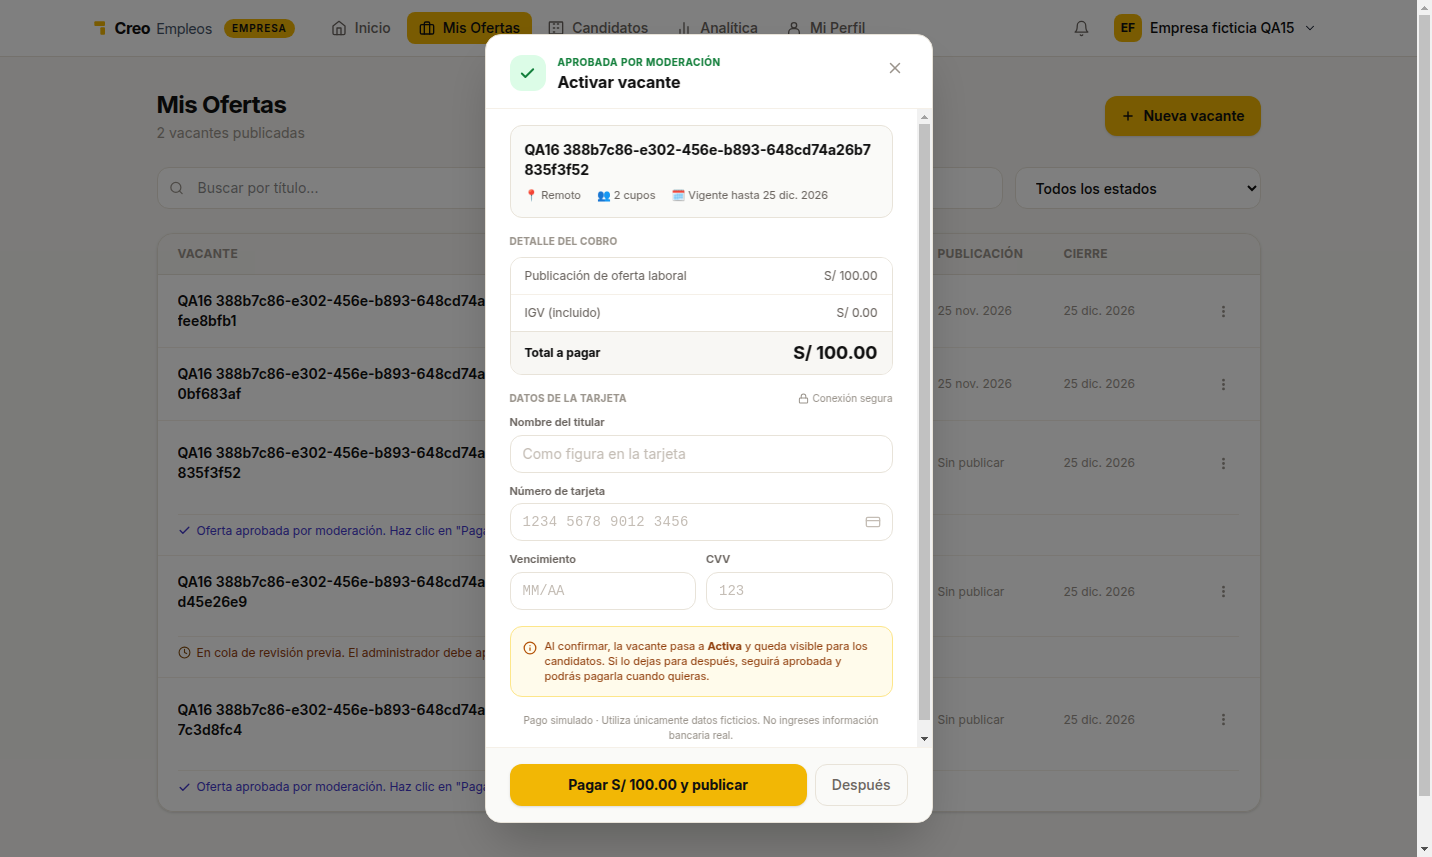 Creo Empleos EMPRESA Inicio Mis Ofertas Candidatos Analítica Mi Perfil EF Empresa ficticia QA15
Mis Ofertas
2 vacantes publicadas
+ Nueva vacante
Buscar por título...
Todos los estados
VACANTE PUBLICACIÓN CIERRE
QA16 388b7c86-e302-456e-b893-648cd74a
fee8bfb1
25 nov. 2026 25 dic. 2026
QA16 388b7c86-e302-456e-b893-648cd74a
0bf683af
25 nov. 2026 25 dic. 2026
QA16 388b7c86-e302-456e-b893-648cd74a
835f3f52
Sin publicar 25 dic. 2026
Oferta aprobada por moderación. Haz clic en "Paga
QA16 388b7c86-e302-456e-b893-648cd74a
d45e26e9
Sin publicar 25 dic. 2026
En cola de revisión previa. El administrador debe ap
QA16 388b7c86-e302-456e-b893-648cd74a
7c3d8fc4
Sin publicar 25 dic. 2026
Oferta aprobada por moderación. Haz clic en "Paga
APROBADA POR MODERACIÓN
Activar vacante
QA16 388b7c86-e302-456e-b893-648cd74a26b7
835f3f52
Remoto 2 cupos Vigente hasta 25 dic. 2026
DETALLE DEL COBRO
Publicación de oferta laboral S/ 100.00
IGV (incluido) S/ 0.00
Total a pagar S/ 100.00
DATOS DE LA TARJETA Conexión segura
Nombre del titular
Como figura en la tarjeta
Número de tarjeta
1234 5678 9012 3456
Vencimiento CVV
MM/AA 123
Al confirmar, la vacante pasa a Activa y queda visible para los
candidatos. Si lo dejas para después, seguirá aprobada y
podrás pagarla cuando quieras.
Pago simulado · Utiliza únicamente datos ficticios. No ingreses información
bancaria real.
Pagar S/ 100.00 y publicar Después